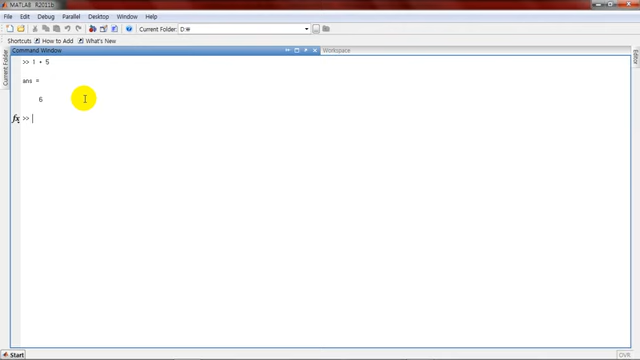 MATLAB R2011b
File Edit Debug Parallel Desktop Window Help
Current Folder: D:₩
Shortcuts How to Add What's New
Current Folder
Command Window
Workspace
Editor
>> 1 + 5
ans =
6
fx >>
Start
OVR